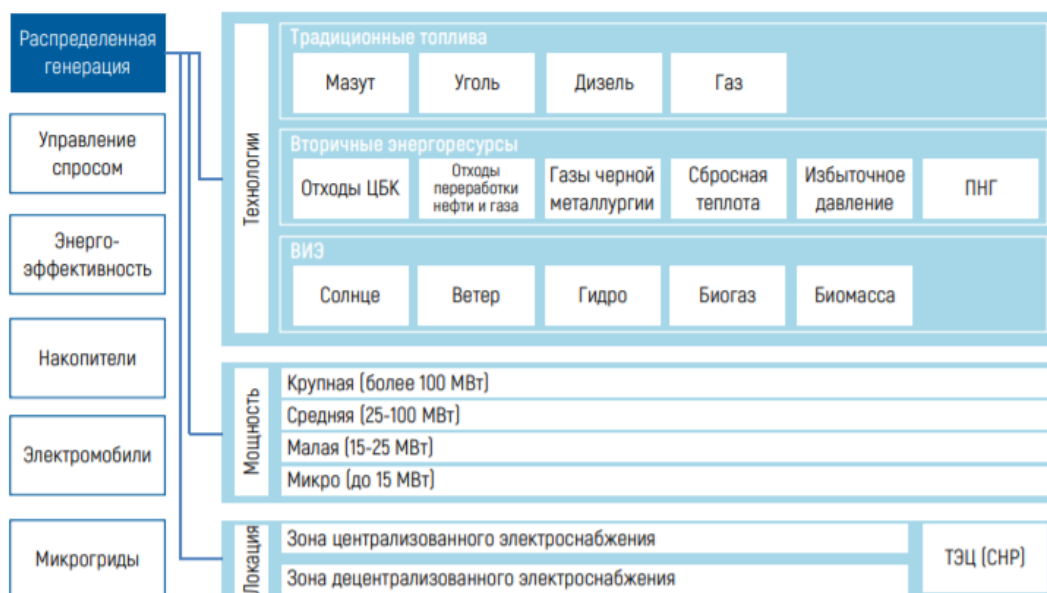 Распределенная
генерация
Управление
спросом
Энерго-
эффективность
Накопители
Электромобили
Микрогриды
Технологии
Традиционные топлива
Мазут
Уголь
Дизель
Газ
Вторичные энергоресурсы
Отходы ЦБК
Отходы
переработки
нефти и газа
Газы черной
металлургии
Сбросная
теплота
Избыточное
давление
ПНГ
ВИЭ
Солнце
Ветер
Гидро
Биогаз
Биомасса
Мощность
Крупная (более 100 МВт)
Средняя (25-100 МВт)
Малая (15-25 МВт)
Микро (до 15 МВт)
Локация
Зона централизованного электроснабжения
Зона децентрализованного электроснабжения
ТЭЦ (CHP)